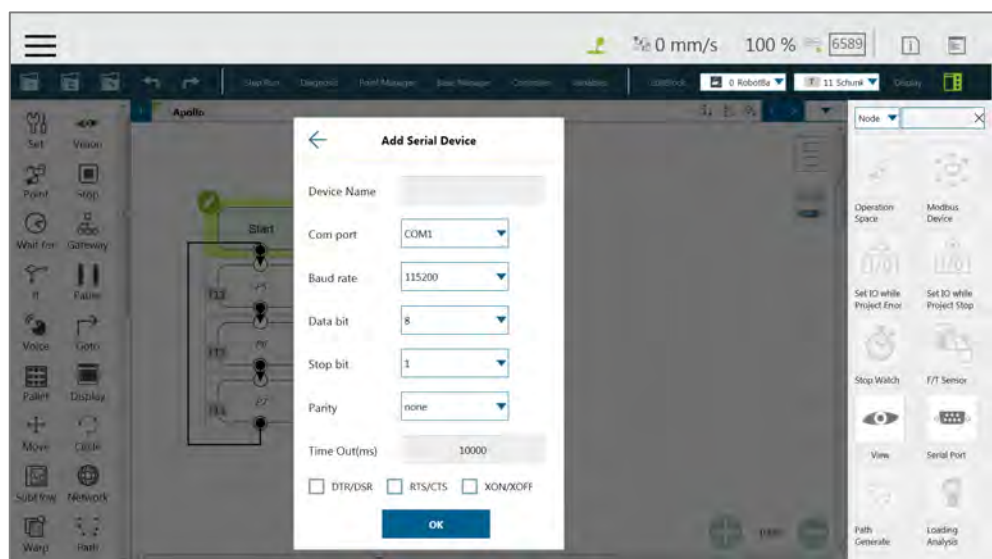 0 mm/s 100 % 6589
Step Run Diagnosis Point Manager Base Manager Controller Variables 0 RobotBa T 11 Schunk Display
Apollo
Node
Set Vision
Point Stop
Wait for Gateway
If Pause
Voice Goto
Pallet Display
Move Circle
SubFlow Network
Warp Path
Start
Add Serial Device
Device Name
Com port COM1
Baud rate 115200
Data bit 8
Stop bit 1
Parity none
Time Out(ms) 10000
DTR/DSR RTS/CTS XON/XOFF
OK
Operation Space
Modbus Device
Set IO while Project Error
Set IO while Project Stop
Stop Watch F/T Sensor
View Serial Port
Path Generate
Loading Analysis